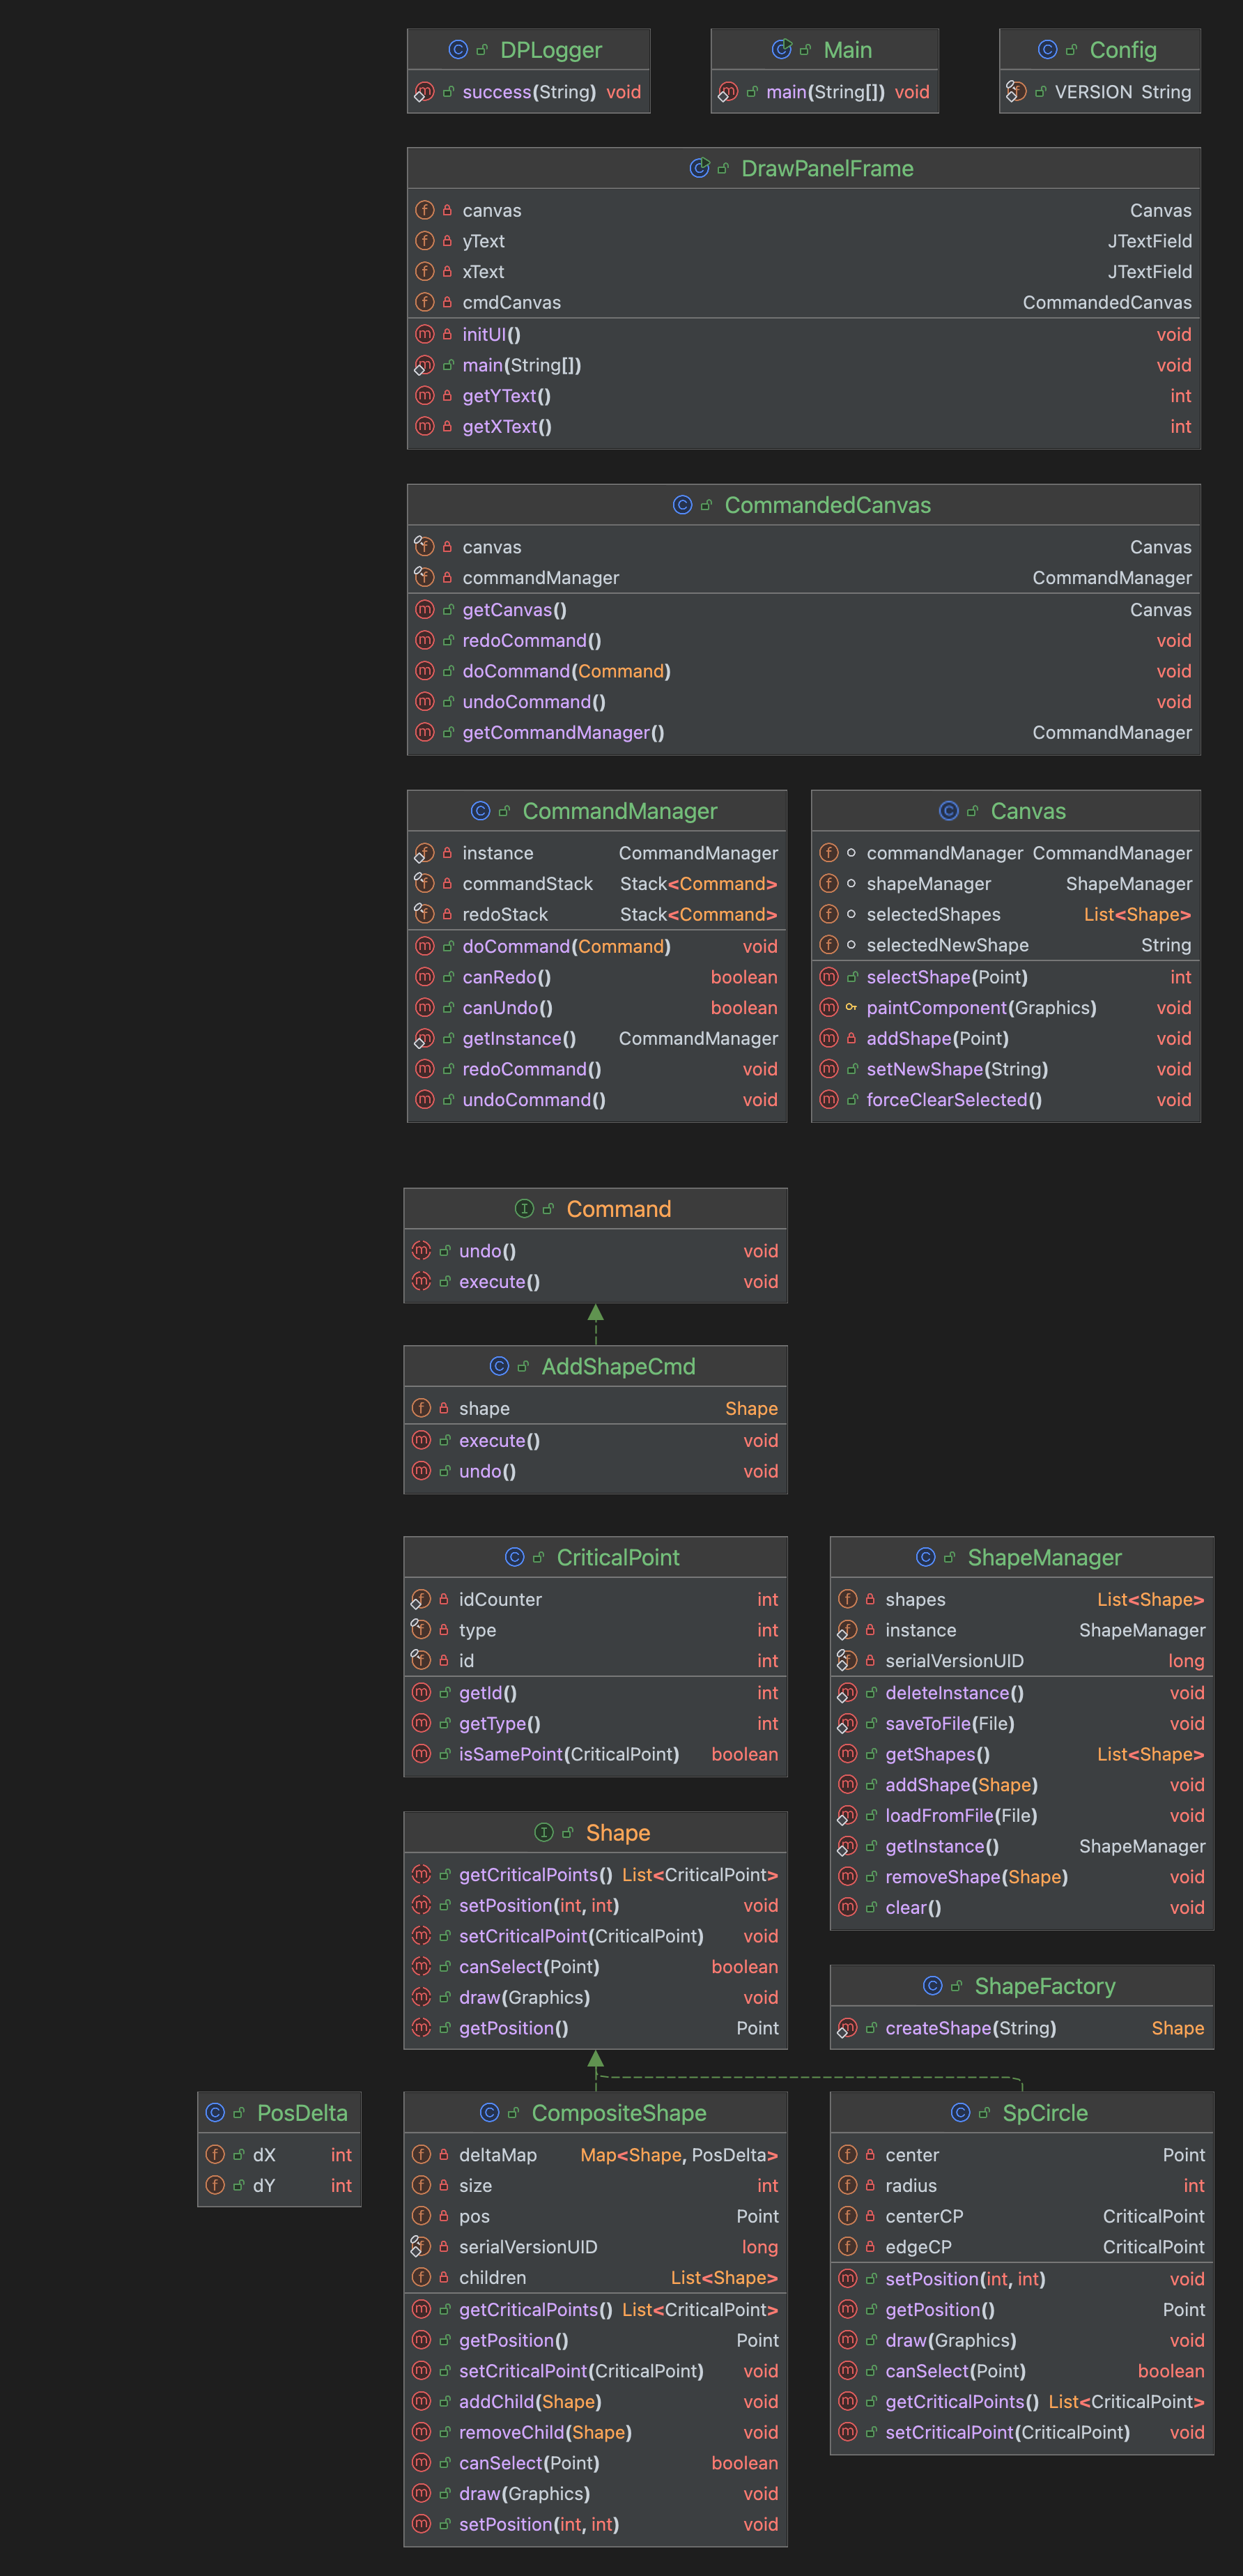 DPLogger
success(String) void
Main
main(String[]) void
Config
VERSION String
DrawPanelFrame
canvas Canvas
yText JTextField
xText JTextField
cmdCanvas CommandedCanvas
initUI() void
main(String[]) void
getYText() int
getXText() int
CommandedCanvas
canvas Canvas
commandManager CommandManager
getCanvas() Canvas
redoCommand() void
doCommand(Command) void
undoCommand() void
getCommandManager() CommandManager
CommandManager
instance CommandManager
commandStack Stack<Command>
redoStack Stack<Command>
doCommand(Command) void
canRedo() boolean
canUndo() boolean
getInstance() CommandManager
redoCommand() void
undoCommand() void
Canvas
commandManager CommandManager
shapeManager ShapeManager
selectedShapes List<Shape>
selectedNewShape String
selectShape(Point) int
paintComponent(Graphics) void
addShape(Point) void
setNewShape(String) void
forceClearSelected() void
Command
undo() void
execute() void
AddShapeCmd
shape Shape
execute() void
undo() void
CriticalPoint
idCounter int
type int
id int
getId() int
getType() int
isSamePoint(CriticalPoint) boolean
ShapeManager
shapes List<Shape>
instance ShapeManager
serialVersionUID long
deleteInstance() void
saveToFile(File) void
getShapes() List<Shape>
addShape(Shape) void
loadFromFile(File) void
getInstance() ShapeManager
removeShape(Shape) void
clear() void
Shape
getCriticalPoints() List<CriticalPoint>
setPosition(int, int) void
setCriticalPoint(CriticalPoint) void
canSelect(Point) boolean
draw(Graphics) void
getPosition() Point
ShapeFactory
createShape(String) Shape
PosDelta
dX int
dY int
CompositeShape
deltaMap Map<Shape, PosDelta>
size int
pos Point
serialVersionUID long
children List<Shape>
getCriticalPoints() List<CriticalPoint>
getPosition() Point
setCriticalPoint(CriticalPoint) void
addChild(Shape) void
removeChild(Shape) void
canSelect(Point) boolean
draw(Graphics) void
setPosition(int, int) void
SpCircle
center Point
radius int
centerCP CriticalPoint
edgeCP CriticalPoint
setPosition(int, int) void
getPosition() Point
draw(Graphics) void
canSelect(Point) boolean
getCriticalPoints() List<CriticalPoint>
setCriticalPoint(CriticalPoint) void